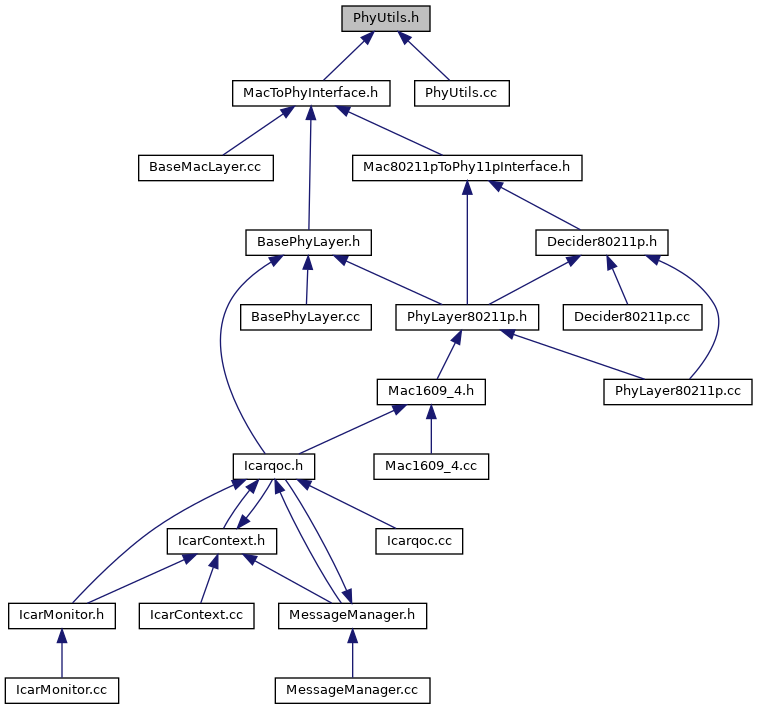 PhyUtils.h
MacToPhyInterface.h
PhyUtils.cc
BaseMacLayer.cc
Mac80211pToPhy11pInterface.h
BasePhyLayer.h
Decider80211p.h
BasePhyLayer.cc
PhyLayer80211p.h
Decider80211p.cc
Mac1609_4.h
PhyLayer80211p.cc
Icarqoc.h
Mac1609_4.cc
IcarContext.h
Icarqoc.cc
IcarMonitor.h
IcarContext.cc
MessageManager.h
IcarMonitor.cc
MessageManager.cc